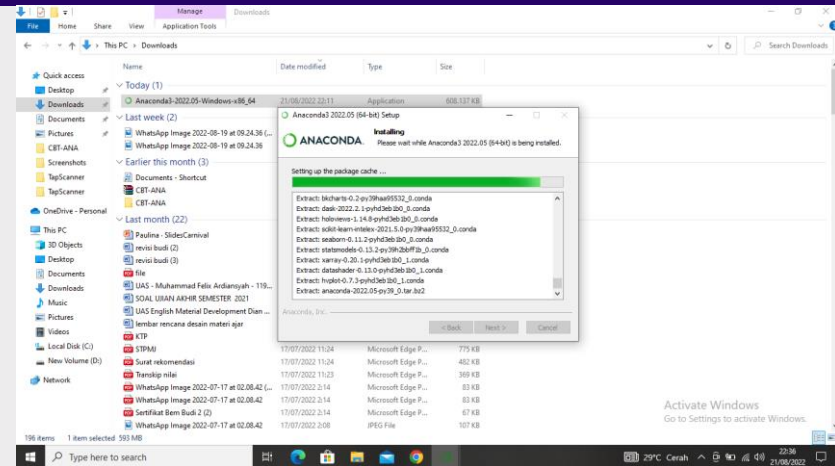 Manage
Downloads
File Home Share View Application Tools
This PC > Downloads
Search Downloads
Name Date modified Type Size
Quick access
Desktop
Downloads
Documents
Pictures
CBT-ANA
Screenshots
TapScanner
TapScanner
OneDrive - Personal
This PC
3D Objects
Desktop
Documents
Downloads
Music
Pictures
Videos
Local Disk (C:)
New Volume (D:)
Network
Today (1)
Anaconda3-2022.05-Windows-x86_64 21/08/2022 22:11 Application 608.137 KB
Last week (2)
WhatsApp Image 2022-08-19 at 09.24.36 (...
WhatsApp Image 2022-08-19 at 09.24.36
Earlier this month (3)
Documents - Shortcut
CBT-ANA
CBT-ANA
Last month (22)
Paulina - SlidesCarnival
revisi budi (2)
revisi budi (3)
file
UAS - Muhammad Felix Ardiansyah - 119...
SOAL UJIAN AKHIR SEMESTER 2021
UAS English Material Development Dian ...
lembar rencana desain materi ajar
KTP
STPMJ 17/07/2022 11:24 Microsoft Edge P... 775 KB
Surat rekomendasi 17/07/2022 11:24 Microsoft Edge P... 482 KB
Transkip nilai 17/07/2022 11:23 Microsoft Edge P... 369 KB
WhatsApp Image 2022-07-17 at 02.08.42 (... 17/07/2022 2:14 Microsoft Edge P... 83 KB
WhatsApp Image 2022-07-17 at 02.08.42 17/07/2022 2:14 Microsoft Edge P... 83 KB
Sertifikat Bem Budi 2 (2) 17/07/2022 2:14 Microsoft Edge P... 67 KB
WhatsApp Image 2022-07-17 at 02.08.42 17/07/2022 2:08 JPEG File 107 KB
Anaconda3 2022.05 (64-bit) Setup
ANACONDA.
Installing
Please wait while Anaconda3 2022.05 (64-bit) is being installed.
Setting up the package cache ...
Extract: bkcharts-0.2-py39haa95532_0.conda
Extract: dask-2022.2.1-pyhd3eb1b0_0.conda
Extract: holoviews-1.14.8-pyhd3eb1b0_0.conda
Extract: scikit-learn-intelex-2021.5.0-py39haa95532_0.conda
Extract: seaborn-0.11.2-pyhd3eb1b0_0.conda
Extract: statsmodels-0.13.2-py39h2bbff1b_0.conda
Extract: xarray-0.20.1-pyhd3eb1b0_1.conda
Extract: datashader-0.13.0-pyhd3eb1b0_1.conda
Extract: hvplot-0.7.3-pyhd3eb1b0_1.conda
Extract: anaconda-2022.05-py39_0.tar.bz2
Anaconda, Inc.
< Back Next > Cancel
Activate Windows
Go to Settings to activate Windows.
196 items 1 item selected 593 MB
Type here to search
29°C Cerah
22:36
21/08/2022